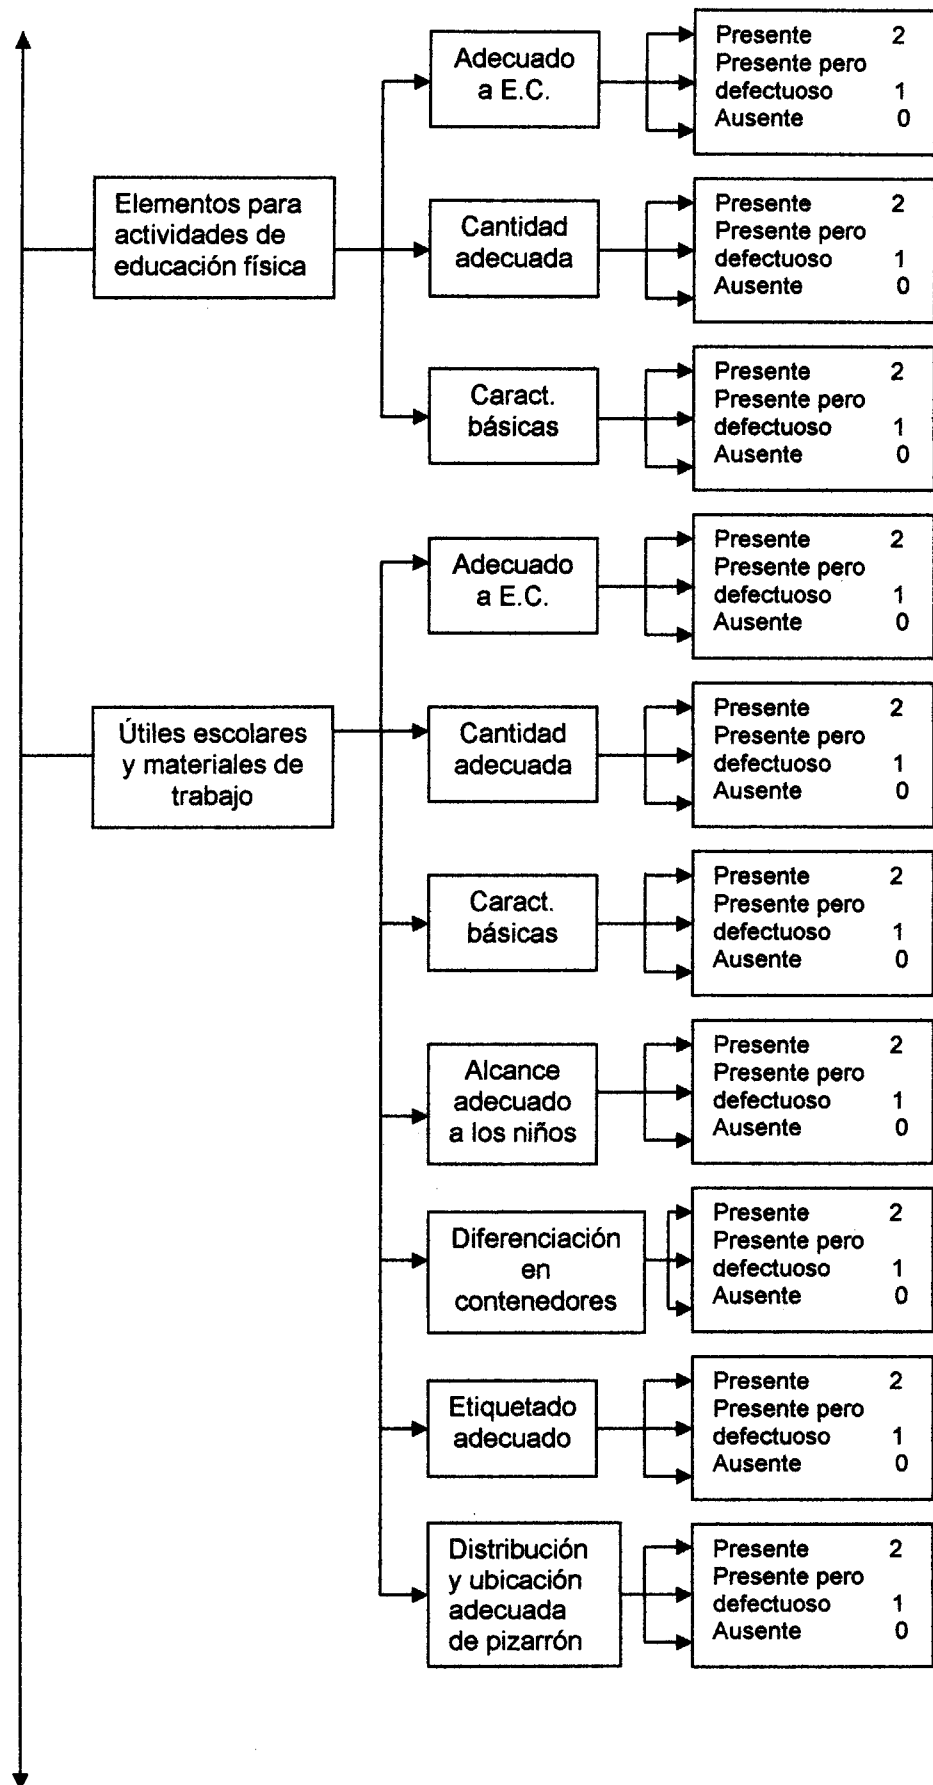 Adecuado
a E.C.
Presente 2
Presente pero
defectuoso 1
Ausente 0
Elementos para
actividades de
educación física
Cantidad
adecuada
Presente 2
Presente pero
defectuoso 1
Ausente 0
Caract.
básicas
Presente 2
Presente pero
defectuoso 1
Ausente 0
Adecuado
a E.C.
Presente 2
Presente pero
defectuoso 1
Ausente 0
Útiles escolares
y materiales de
trabajo
Cantidad
adecuada
Presente 2
Presente pero
defectuoso 1
Ausente 0
Caract.
básicas
Presente 2
Presente pero
defectuoso 1
Ausente 0
Alcance
adecuado
a los niños
Presente 2
Presente pero
defectuoso 1
Ausente 0
Diferenciación
en
contenedores
Presente 2
Presente pero
defectuoso 1
Ausente 0
Etiquetado
adecuado
Presente 2
Presente pero
defectuoso 1
Ausente 0
Distribución
y ubicación
adecuada
de pizarrón
Presente 2
Presente pero
defectuoso 1
Ausente 0